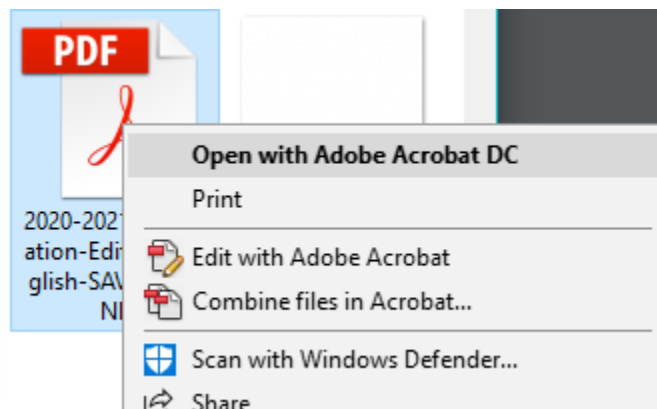 PDF
Open with Adobe Acrobat DC
Print
2020-202
ation-Edi
Edit with Adobe Acrobat
glish-SAV
Combine files in Acrobat...
Scan with Windows Defender...
Share